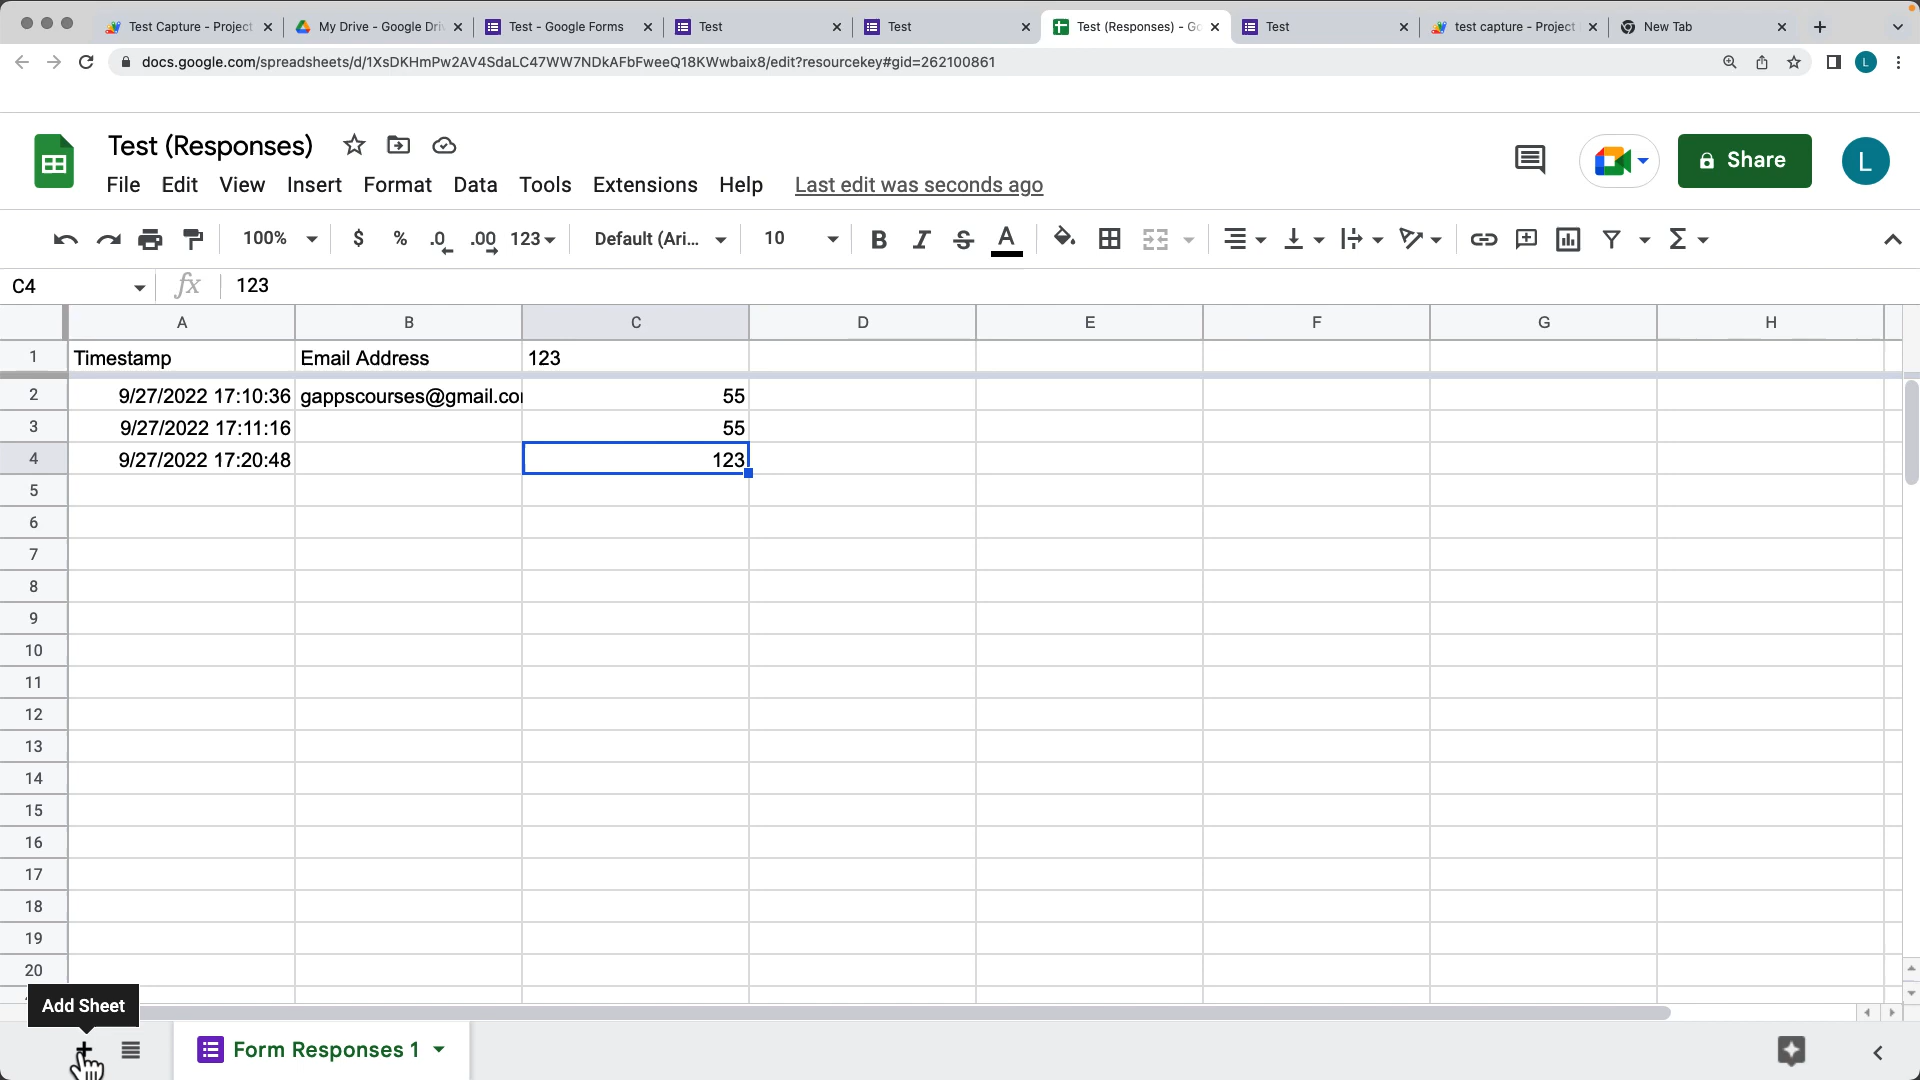 Test Capture - Project
My Drive - Google Driv
Test - Google Forms
Test
Test
Test (Responses) - Go
Test
test capture - Project
New Tab
docs.google.com/spreadsheets/d/1XsDKHmPw2AV4SdaLC47WW7NDkAFbFweeQ18KWwbaix8/edit?resourcekey#gid=262100861
L
Test (Responses)
Share
L
File Edit View Insert Format Data Tools Extensions Help Last edit was seconds ago
100% $ % .0 .00 123 Default (Ari... 10 B I S A Σ
C4 fx 123
A B C D E F G H
1 Timestamp Email Address 123
2 9/27/2022 17:10:36 gappscourses@gmail.co 55
3 9/27/2022 17:11:16 55
4 9/27/2022 17:20:48 123
5
6
7
8
9
10
11
12
13
14
15
16
17
18
19
20
Add Sheet
Form Responses 1